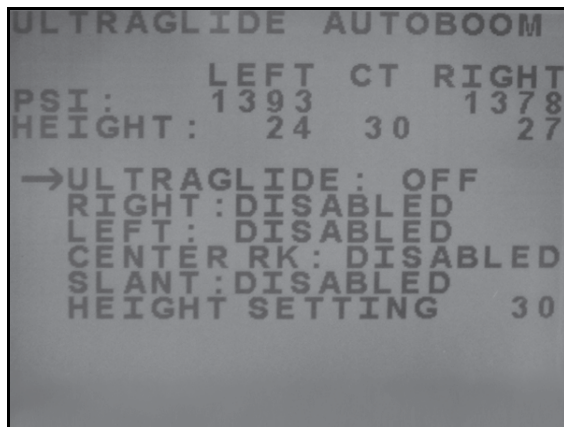 ULTRAGLIDE AUTOBOOM
LEFT CT RIGHT
PSI: 1393 1378
HEIGHT: 24 30 27
→ULTRAGLIDE: OFF
RIGHT:DISABLED
LEFT: DISABLED
CENTER RK: DISABLED
SLANT:DISABLED
HEIGHT SETTING 30